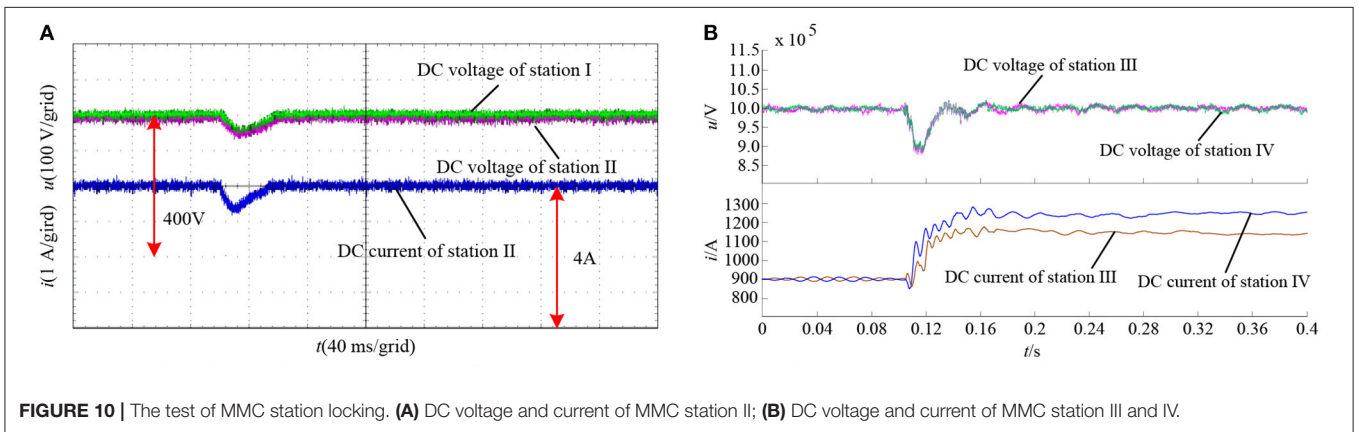 A
DC voltage of station I
DC voltage of station II
400V
DC current of station II
4A
i(1 A/gird) u(100 V/grid)
t(40 ms/grid)
B
x 10⁵
11.5
11.0
10.5
10.0
9.5
9.0
8.5
u/V
DC voltage of station III
DC voltage of station IV
1300
1200
1100
1000
900
800
i/A
DC current of station III
DC current of station IV
0 0.04 0.08 0.12 0.16 0.2 0.24 0.28 0.32 0.36 0.4
t/s
FIGURE 10 | The test of MMC station locking. (A) DC voltage and current of MMC station II; (B) DC voltage and current of MMC station III and IV.